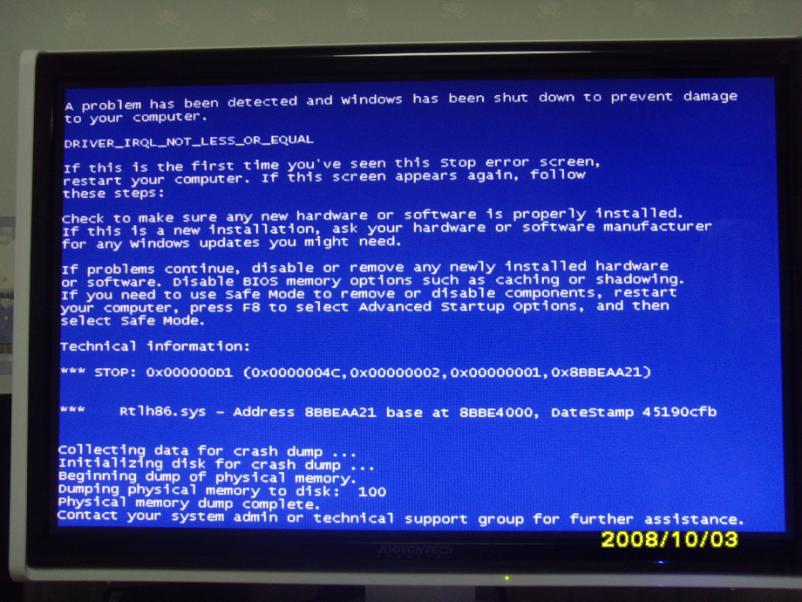 A problem has been detected and Windows has been shut down to prevent damage
to your computer.
DRIVER_IRQL_NOT_LESS_OR_EQUAL
If this is the first time you've seen this Stop error screen,
restart your computer. If this screen appears again, follow
these steps:
Check to make sure any new hardware or software is properly installed.
If this is a new installation, ask your hardware or software manufacturer
for any Windows updates you might need.
If problems continue, disable or remove any newly installed hardware
or software. Disable BIOS memory options such as caching or shadowing.
If you need to use Safe Mode to remove or disable components, restart
your computer, press F8 to select Advanced Startup Options, and then
select Safe Mode.
Technical information:
*** STOP: 0x000000D1 (0x0000004C,0x00000002,0x00000001,0x8BBEAA21)
*** Rtlh86.sys - Address 8BBEAA21 base at 8BBE4000, DateStamp 45190cfb
Collecting data for crash dump ...
Initializing disk for crash dump ...
Beginning dump of physical memory.
Dumping physical memory to disk: 100
Physical memory dump complete.
Contact your system admin or technical support group for further assistance.
2008/10/03
JOOYONTECH